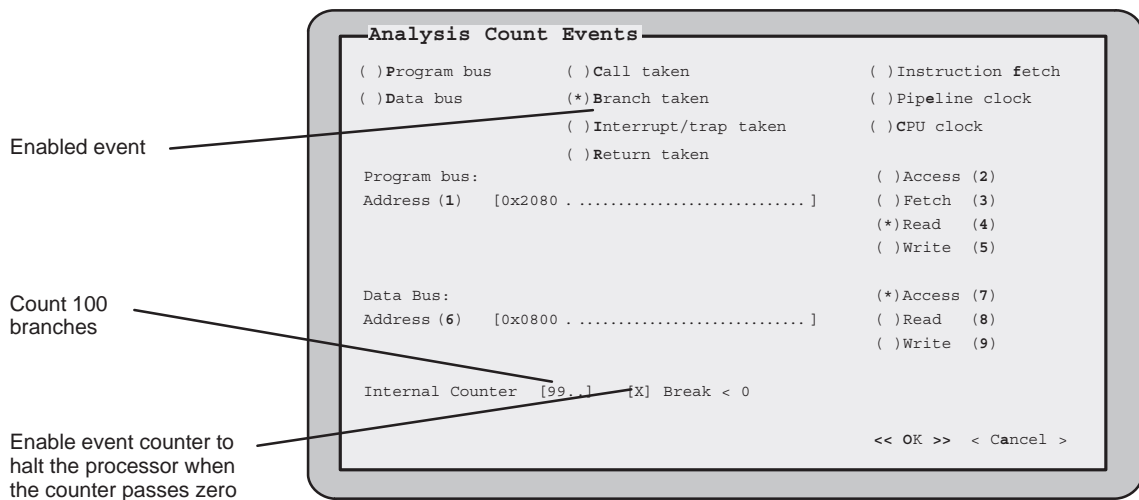 Analysis Count Events
( )Program bus ( )Call taken ( )Instruction fetch
( )Data bus (*)Branch taken ( )Pipeline clock
( )Interrupt/trap taken ( )CPU clock
( )Return taken
Enabled event
Program bus: ( )Access (2)
Address (1) [0x2080 . ............................. ] ( )Fetch (3)
(*)Read (4)
( )Write (5)
Data Bus: (*)Access (7)
Address (6) [0x0800 . ............................. ] ( )Read (8)
( )Write (9)
Count 100
branches
Internal Counter [99..] [X] Break < 0
<< OK >> < Cancel >
Enable event counter to
halt the processor when
the counter passes zero